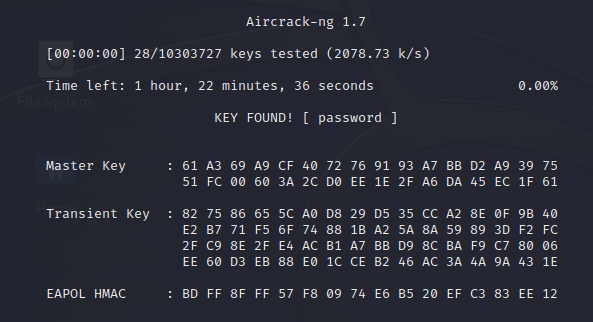 Aircrack-ng 1.7
[00:00:00] 28/10303727 keys tested (2078.73 k/s)
Time left: 1 hour, 22 minutes, 36 seconds 0.00%
KEY FOUND! [ password ]
File System
Home
Master Key : 61 A3 69 A9 CF 40 72 76 91 93 A7 BB D2 A9 39 75
51 FC 00 60 3A 2C D0 EE 1E 2F A6 DA 45 EC 1F 61
Transient Key : 82 75 86 65 5C A0 D8 29 D5 35 CC A2 8E 0F 9B 40
E2 B7 71 F5 6F 74 88 1B A2 5A 8A 59 89 3D F2 FC
2F C9 8E 2F E4 AC B1 A7 BB D9 8C BA F9 C7 80 06
EE 60 D3 EB 88 E0 1C CE B2 46 AC 3A 4A 9A 43 1E
EAPOL HMAC : BD FF 8F FF 57 F8 09 74 E6 B5 20 EF C3 83 EE 12